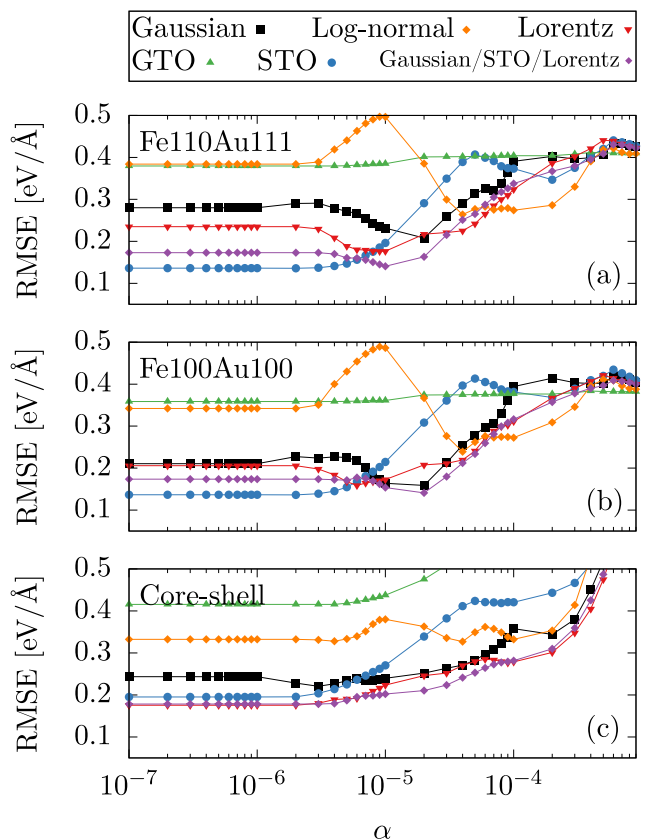 Gaussian Log-normal Lorentz
GTO STO Gaussian/STO/Lorentz
0.5
0.4
0.3
0.2
0.1
RMSE [eV/Å]
Fe110Au111
(a)
0.5
0.4
0.3
0.2
0.1
RMSE [eV/Å]
Fe100Au100
(b)
0.5
0.4
0.3
0.2
0.1
RMSE [eV/Å]
Core-shell
(c)
10⁻⁷ 10⁻⁶ 10⁻⁵ 10⁻⁴
α